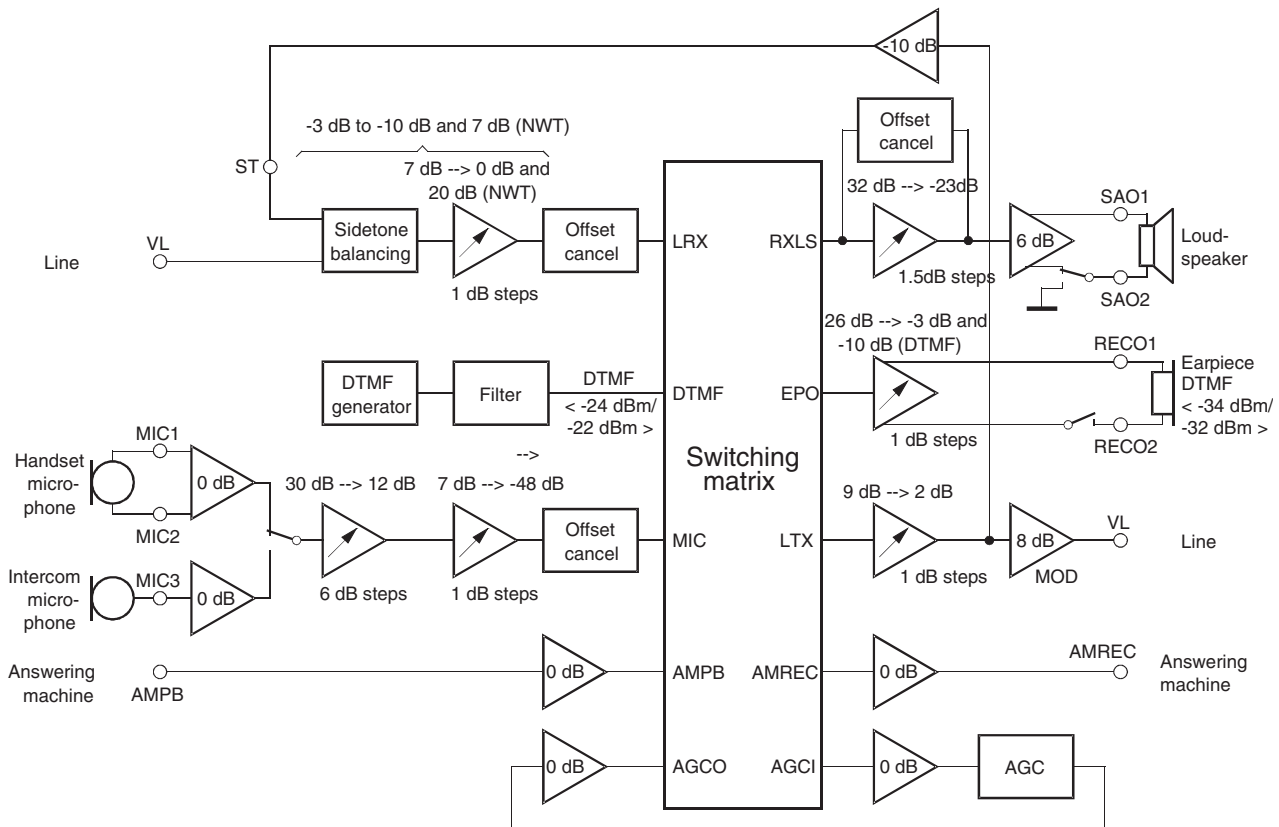 -10 dB
Offset
cancel
-3 dB to -10 dB and 7 dB (NWT)
ST
7 dB --> 0 dB and
20 dB (NWT)
32 dB --> -23dB
SAO1
Line
VL
Sidetone
balancing
Offset
cancel
1 dB steps
LRX
RXLS
6 dB
Loud-
speaker
1.5dB steps
SAO2
26 dB --> -3 dB and
-10 dB (DTMF)
RECO1
DTMF
generator
Filter
DTMF
< -24 dBm/
-22 dBm >
DTMF
EPO
Earpiece
DTMF
< -34 dBm/
-32 dBm >
1 dB steps
RECO2
MIC1
-->
Switching
matrix
Handset
micro-
phone
0 dB
30 dB --> 12 dB
7 dB --> -48 dB
9 dB --> 2 dB
MIC2
Offset
cancel
MIC
LTX
8 dB
VL
Line
Intercom
micro-
phone
MIC3
0 dB
6 dB steps
1 dB steps
1 dB steps
MOD
Answering
machine
AMPB
0 dB
AMPB
AMREC
0 dB
AMREC
Answering
machine
0 dB
AGCO
AGCI
0 dB
AGC